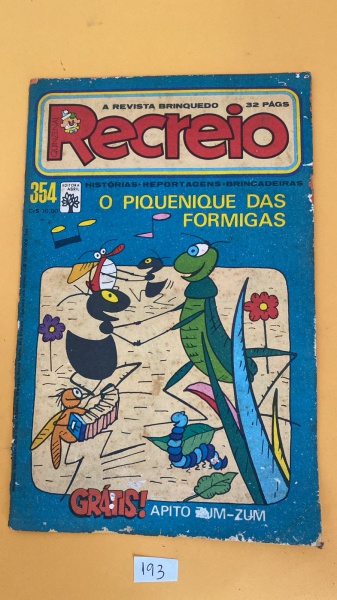 A REVISTA BRINQUEDO 32 PÁGS
Recreio
354
EDITORA
ABRIL
HISTÓRIAS-REPORTAGENS-BRINCADEIRAS
O PIQUENIQUE DAS
FORMIGAS
GRÁTIS! APITO ZUM-ZUM
193